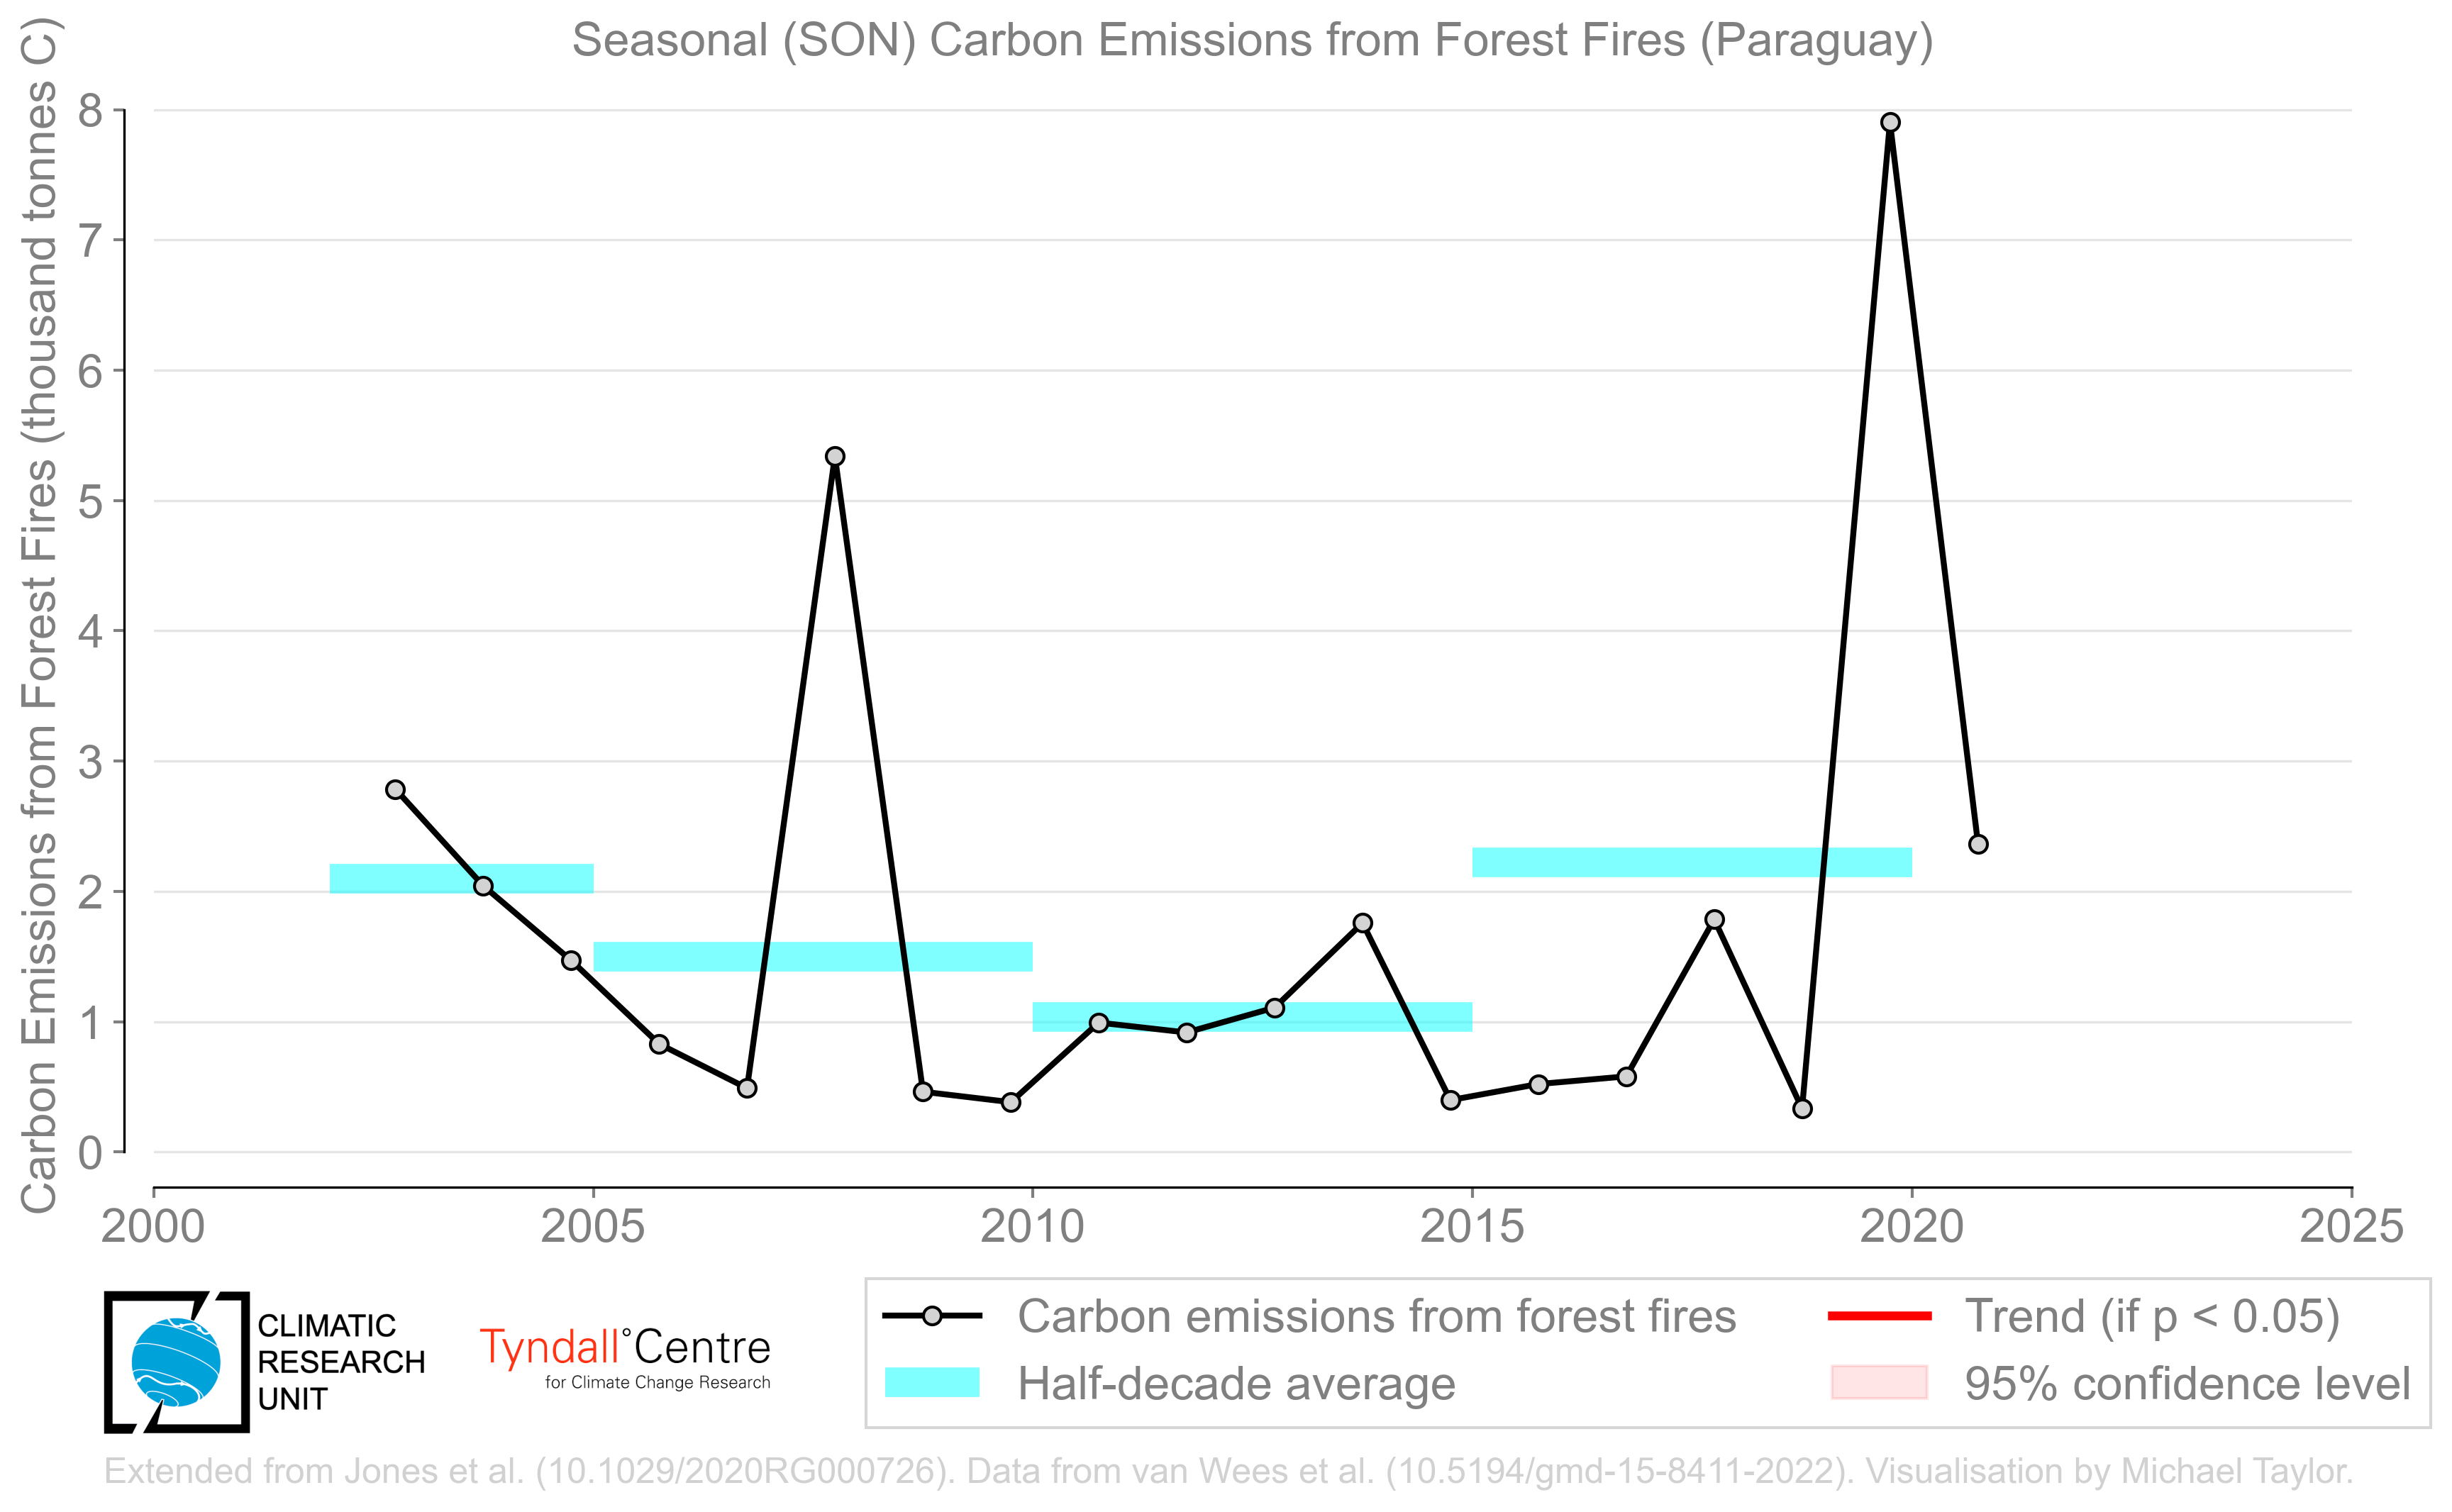 Seasonal (SON) Carbon Emissions from Forest Fires (Paraguay)
Carbon Emissions from Forest Fires (thousand tonnes C)
8
7
6
5
4
3
2
1
0
2000 2005 2010 2015 2020 2025
CLIMATIC
RESEARCH
UNIT
Tyndall°Centre
for Climate Change Research
Carbon emissions from forest fires
Half-decade average
Trend (if p < 0.05)
95% confidence level
Extended from Jones et al. (10.1029/2020RG000726). Data from van Wees et al. (10.5194/gmd-15-8411-2022). Visualisation by Michael Taylor.